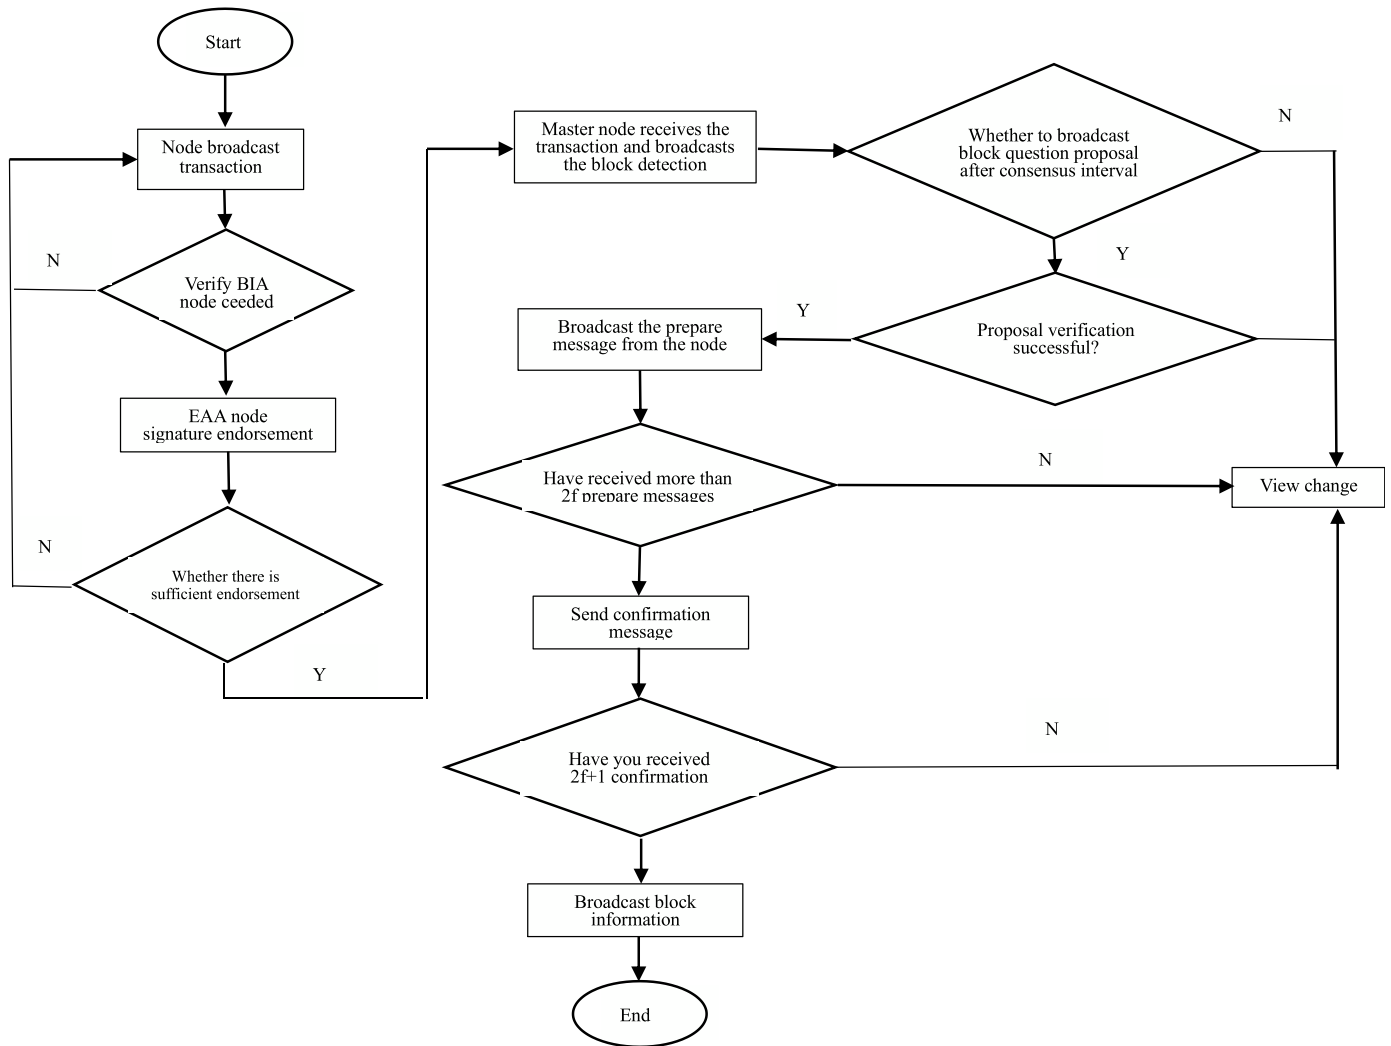 Start
Node broadcast
transaction
N
Verify BIA
node ceeded
EAA node
signature endorsement
N
Whether there is
sufficient endorsement
Y
Master node receives the
transaction and broadcasts
the block detection
Whether to broadcast
block question proposal
after consensus interval
N
Y
Proposal verification
successful?
Y
Broadcast the prepare
message from the node
Have received more than
2f prepare messages
N
View change
Send confirmation
message
Have you received
2f+1 confirmation
N
Broadcast block
information
End